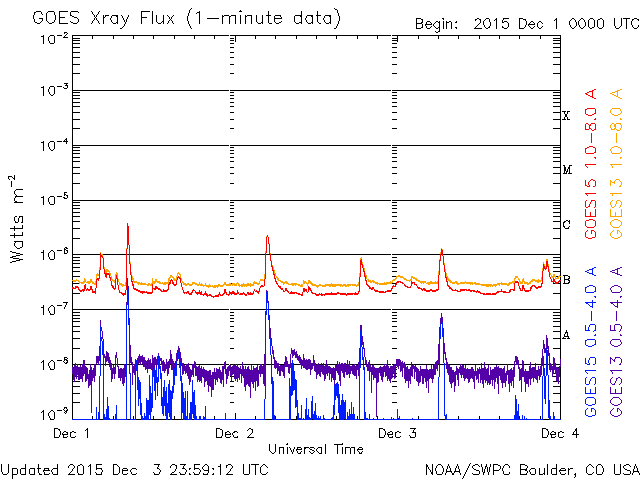 GOES Xray Flux (1-minute data)
Begin: 2015 Dec 1 0000 UTC
10-2
10-3
10-4
10-5
10-6
10-7
10-8
10-9
Watts m-2
X
M
C
B
A
GOES15 1.0-8.0 A
GOES13 1.0-8.0 A
GOES15 0.5-4.0 A
GOES13 0.5-4.0 A
Dec 1
Dec 2
Dec 3
Dec 4
Universal Time
Updated 2015 Dec 3 23:59:12 UTC
NOAA/SWPC Boulder, CO USA